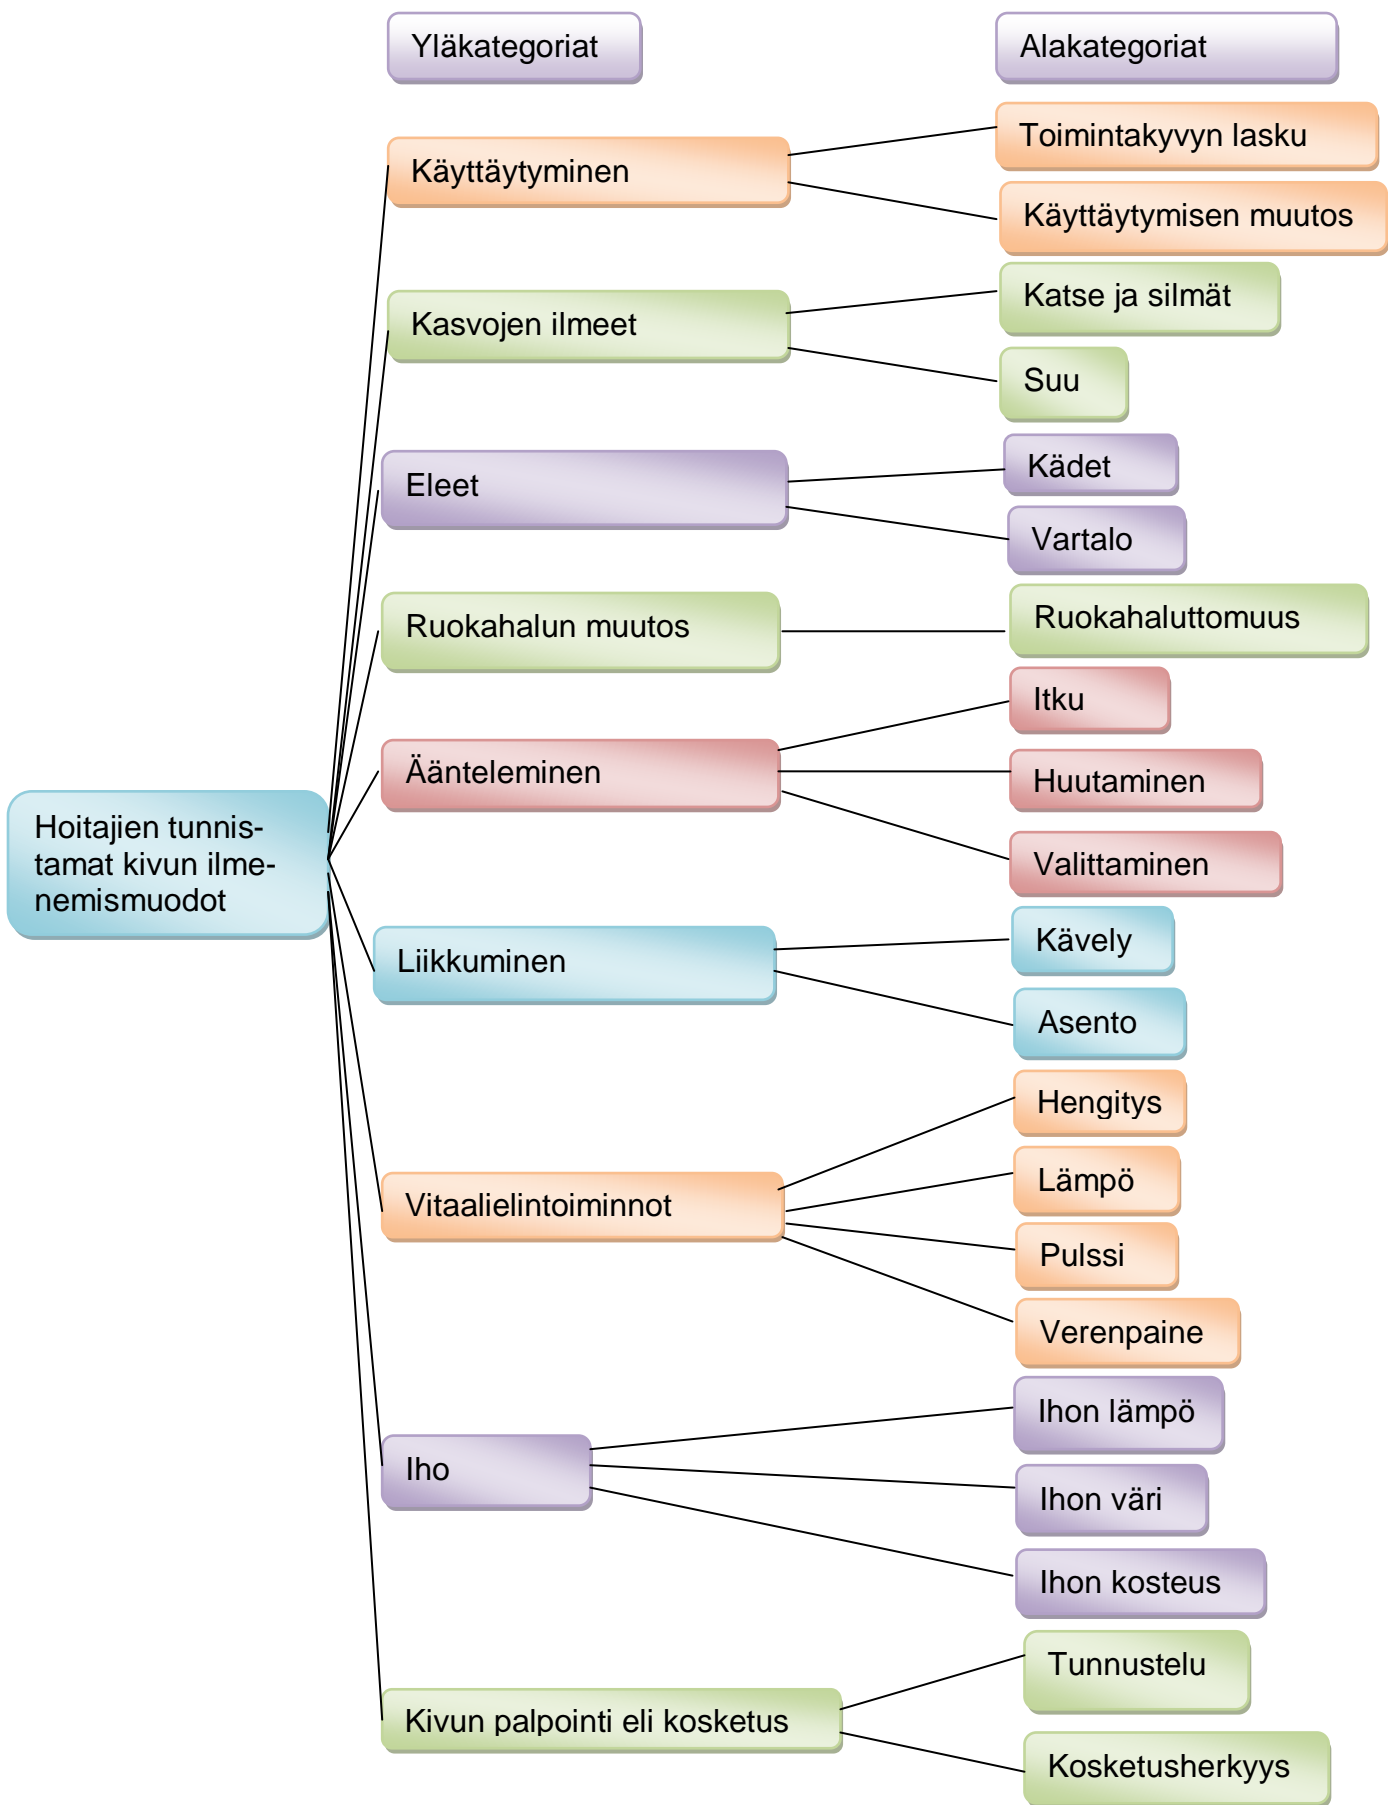 Yläkategoriat
Alakategoriat
Hoitajien tunnis-
tamat kivun ilme-
nemismuodot
Käyttäytyminen
Toimintakyvyn lasku
Käyttäytymisen muutos
Kasvojen ilmeet
Katse ja silmät
Suu
Eleet
Kädet
Vartalo
Ruokahalun muutos
Ruokahaluttomuus
Äänteleminen
Itku
Huutaminen
Valittaminen
Liikkuminen
Kävely
Asento
Vitaalielintoiminnot
Hengitys
Lämpö
Pulssi
Verenpaine
Iho
Ihon lämpö
Ihon väri
Ihon kosteus
Kivun palpointi eli kosketus
Tunnustelu
Kosketusherkyys